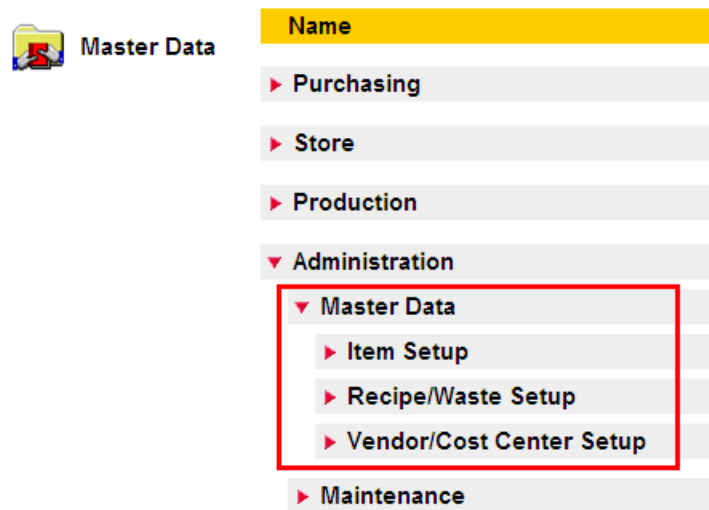 Master Data
Name
Purchasing
Store
Production
Administration
Master Data
Item Setup
Recipe/Waste Setup
Vendor/Cost Center Setup
Maintenance